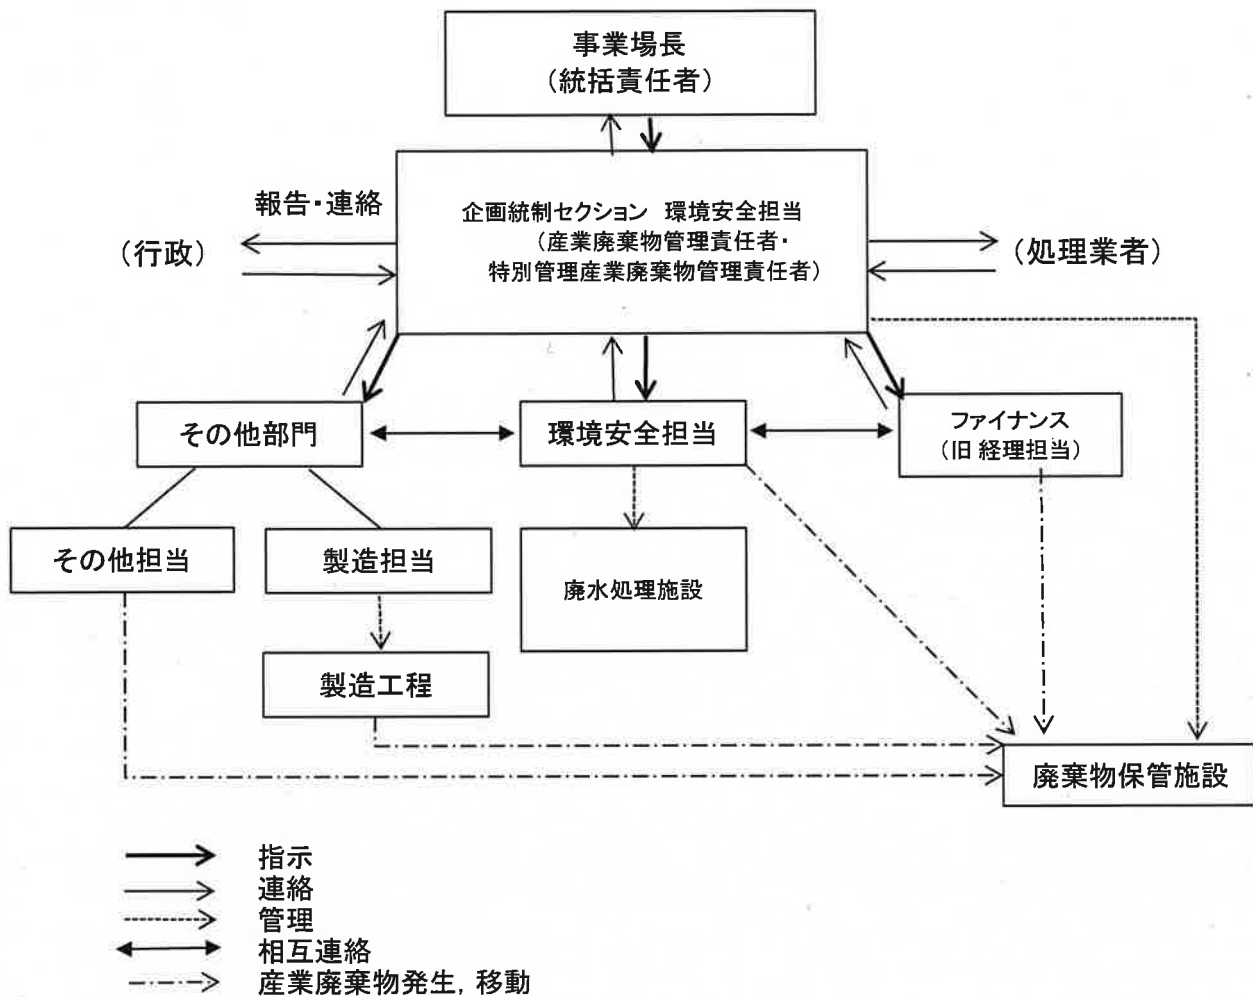 事業場長
（統括責任者）
報告・連絡
企画統制セクション 環境安全担当
（産業廃棄物管理責任者・
特別管理産業廃棄物管理責任者）
（行政）
（処理業者）
その他部門
環境安全担当
ファイナンス
（旧 経理担当）
その他担当
製造担当
廃水処理施設
製造工程
廃棄物保管施設
指示
連絡
管理
相互連絡
産業廃棄物発生，移動